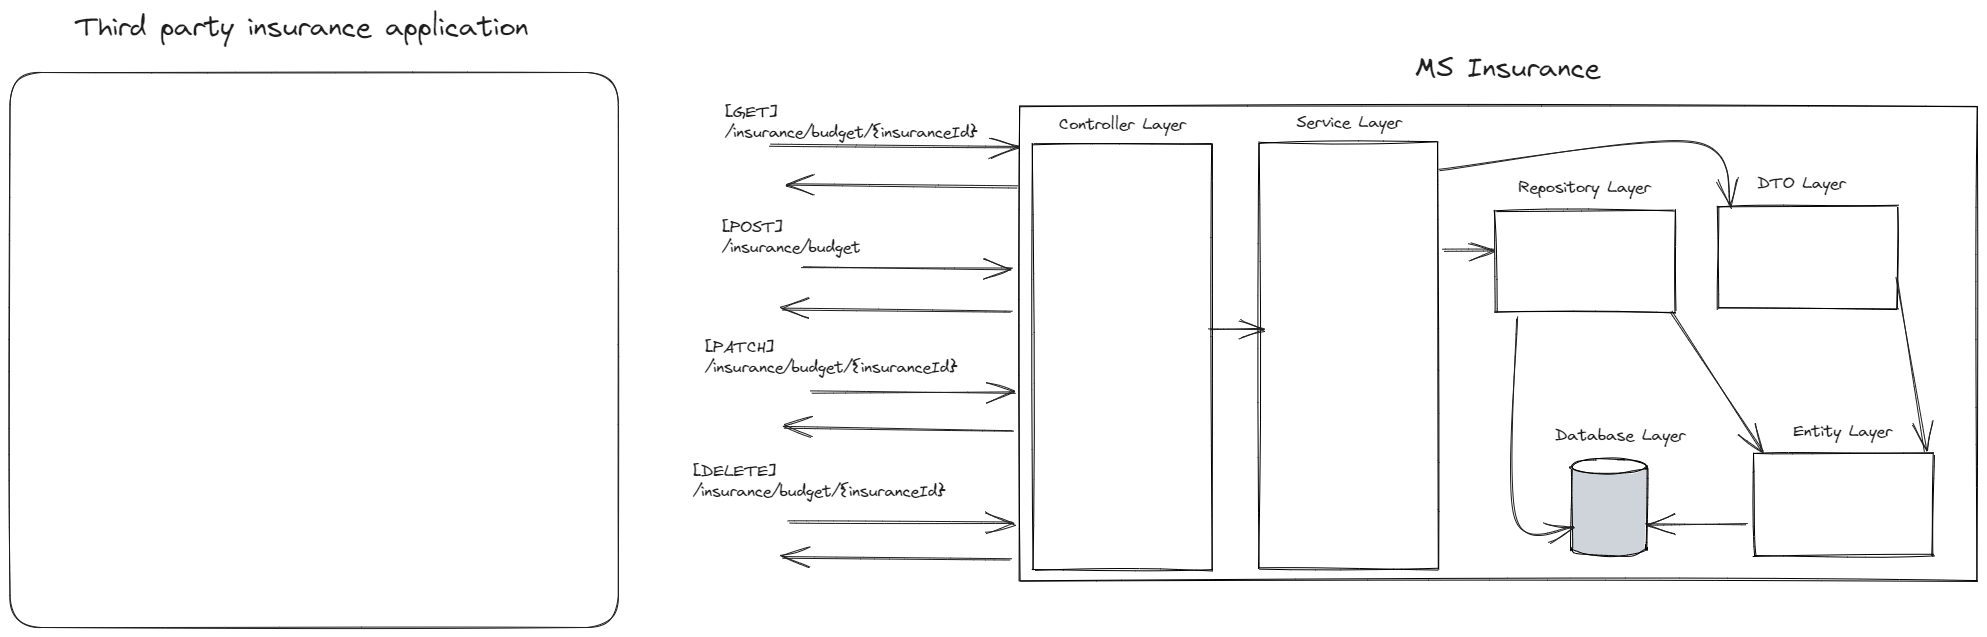 Third party insurance application
MS Insurance
[GET]
/insurance/budget/{insuranceId}
[POST]
/insurance/budget
[PATCH]
/insurance/budget/{insuranceId}
[DELETE]
/insurance/budget/{insuranceId}
Controller Layer
Service Layer
Repository Layer
DTO Layer
Database Layer
Entity Layer